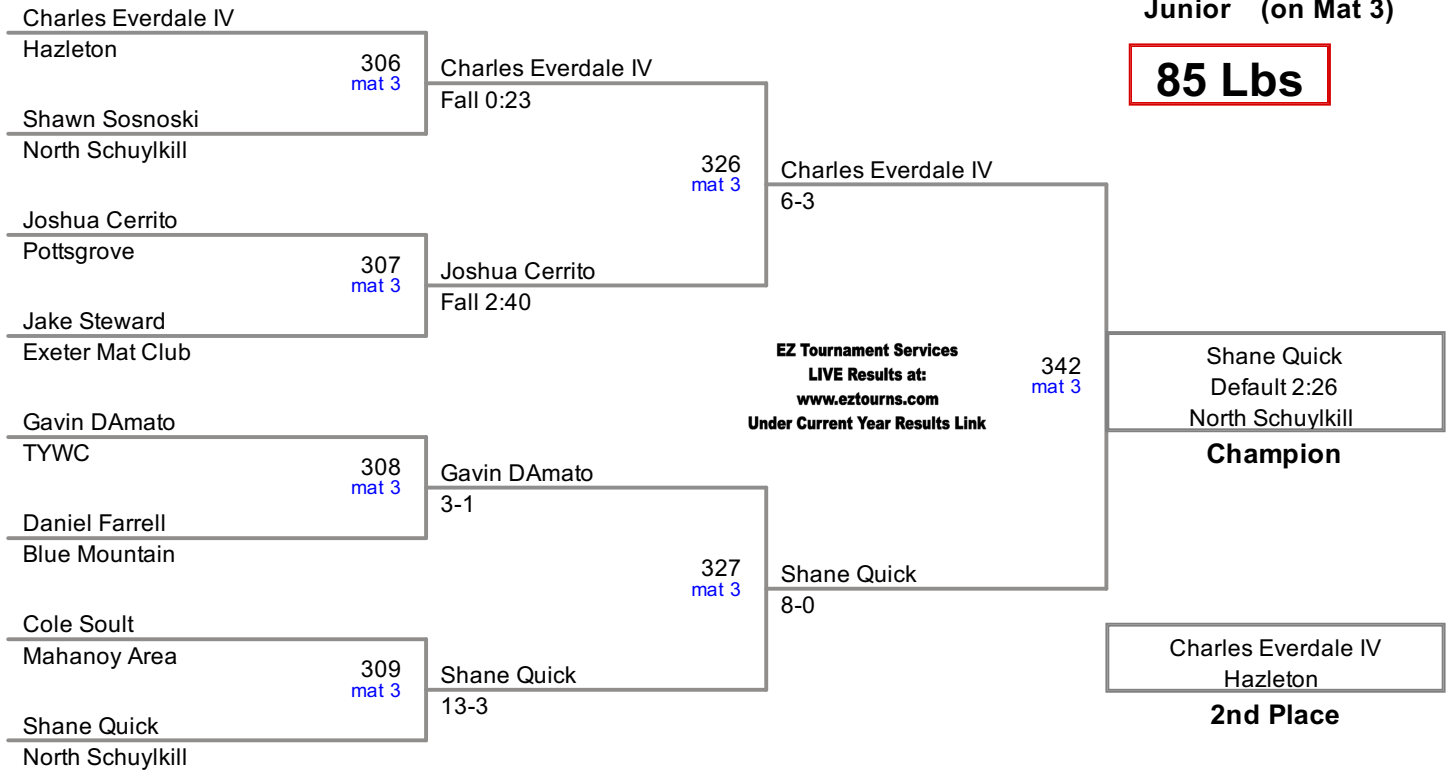 Junior (on Mat 3)
85 Lbs
Charles Everdale IV
Hazleton
306
mat 3
Shawn Sosnoski
North Schuylkill
Charles Everdale IV
Fall 0:23
Joshua Cerrito
Pottsgrove
307
mat 3
Jake Steward
Exeter Mat Club
Joshua Cerrito
Fall 2:40
326
mat 3
Charles Everdale IV
6-3
Gavin DAmato
TYWC
308
mat 3
Daniel Farrell
Blue Mountain
Gavin DAmato
3-1
Cole Soult
Mahanoy Area
309
mat 3
Shane Quick
North Schuylkill
Shane Quick
13-3
327
mat 3
Shane Quick
8-0
EZ Tournament Services
LIVE Results at:
www.eztourns.com
Under Current Year Results Link
342
mat 3
Shane Quick
Default 2:26
North Schuylkill
Champion
Charles Everdale IV
Hazleton
2nd Place